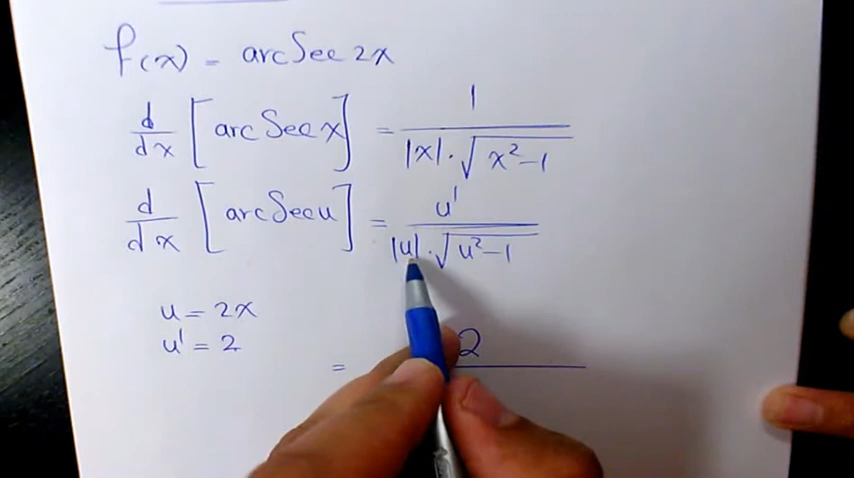 f(x) = arcSec 2x
d/dx [arcSec x] = 1 / |x|·√(x²-1)
d/dx [arcSec u] = u' / |u|·√(u²-1)
u = 2x
u' = 2
= 2